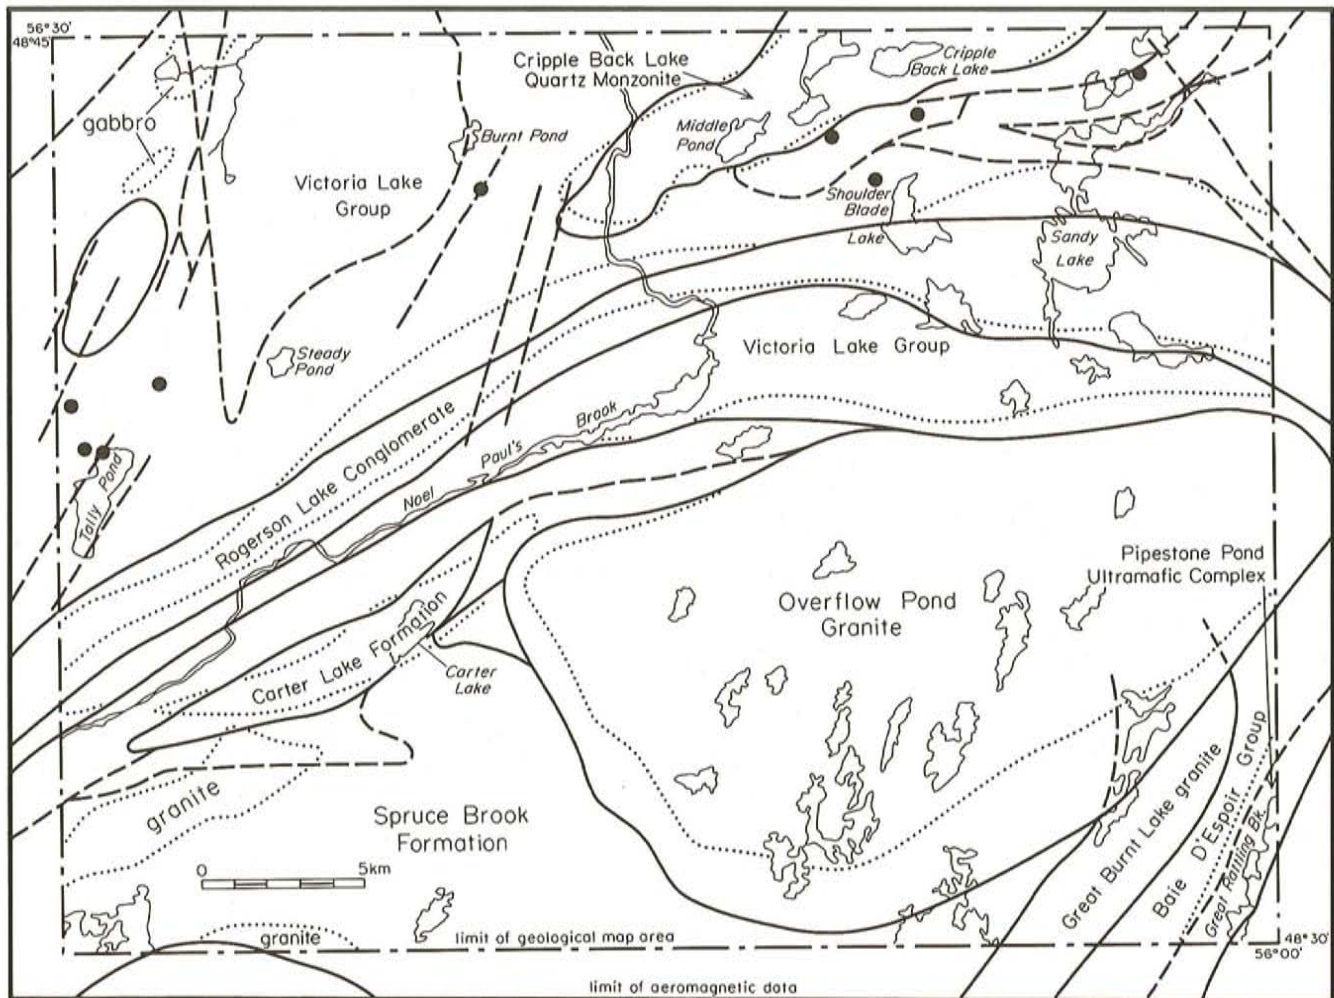 56°30'
48°45'
Cripple Back Lake
Quartz Monzonite
Cripple
Back Lake
gabbro
Burnt Pond
Middle
Pond
Victoria Lake
Group
Shoulder
Blade
Lake
Sandy
Lake
Steady
Pond
Victoria Lake Group
Rogerson Lake Conglomerate
Noel Paul's Brook
Tally Pond
Pipestone Pond
Ultramafic Complex
Overflow Pond
Granite
Carter Lake Formation
Carter
Lake
granite
Spruce Brook
Formation
0 5km
Great Burnt Lake granite
Baie D'Espoir Group
Great Rattling Bk.
granite
limit of geological map area
48°30'
56°00'
limit of aeromagnetic data